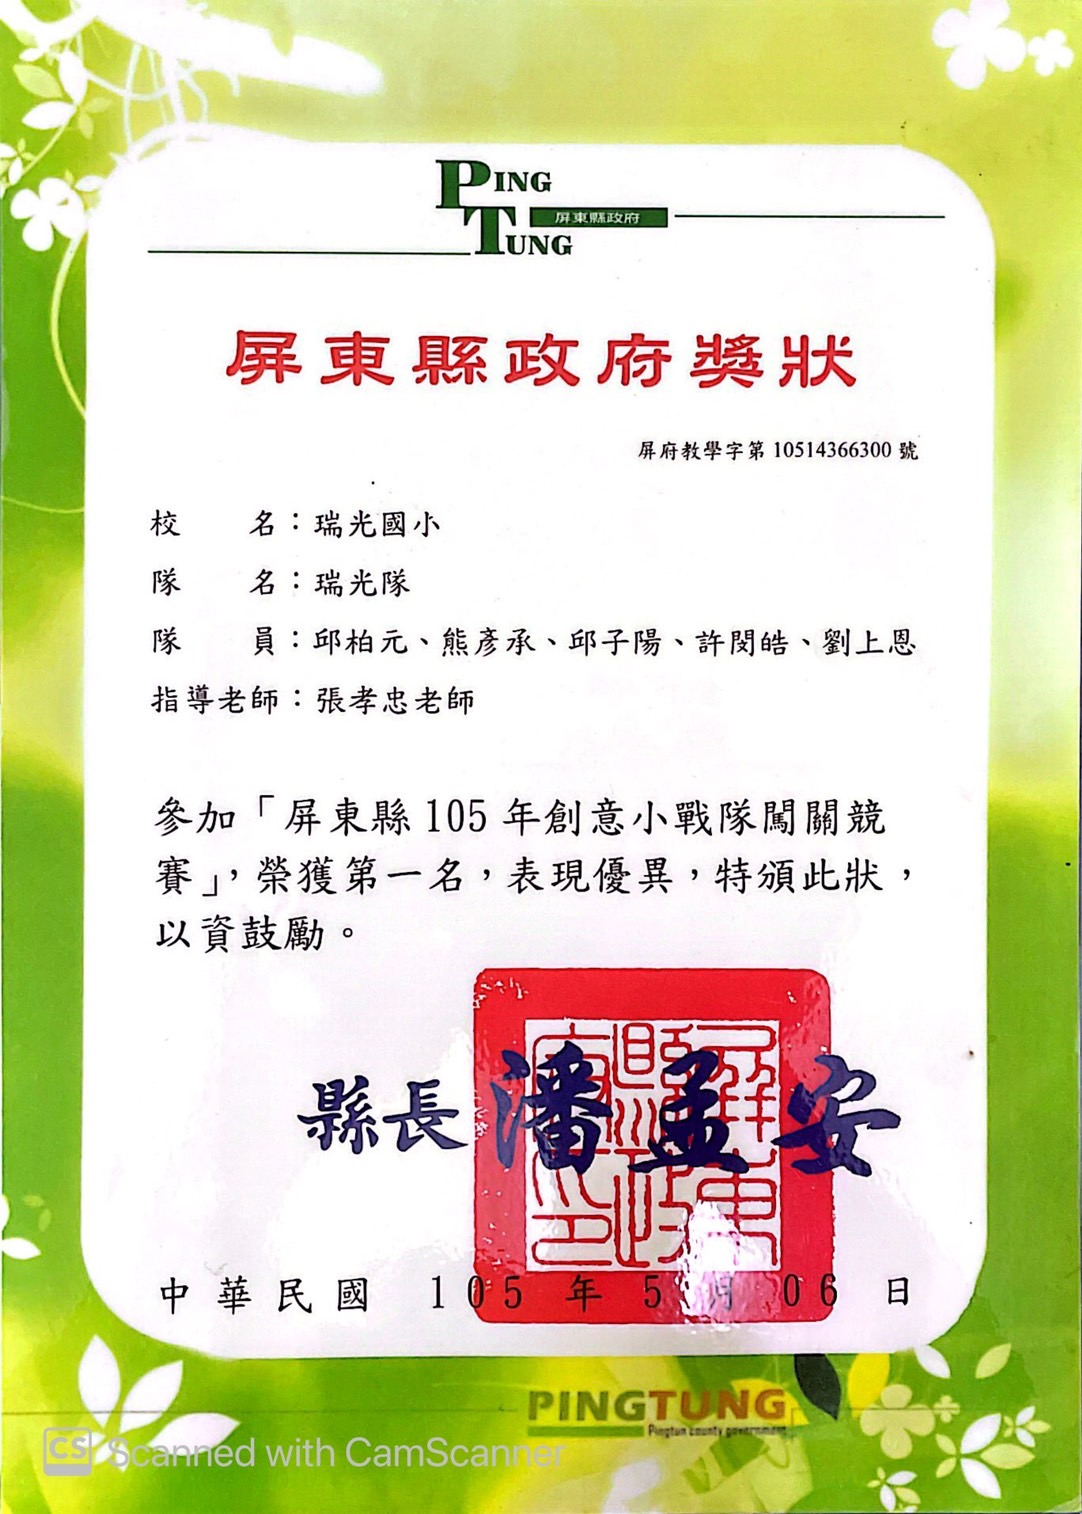 PING
屏東縣政府
TUNG
屏東縣政府獎狀
屏府教學字第 10514366300 號
校　　名：瑞光國小
隊　　名：瑞光隊
隊　　員：邱柏元、熊彥承、邱子陽、許閔皓、劉上恩
指導老師：張孝忠老師
參加「屏東縣 105 年創意小戰隊闖關競
賽」，榮獲第一名，表現優異，特頒此狀，
以資鼓勵。
縣長 潘孟安
屏東縣政府印
中 華 民 國 105 年 5 月 06 日
PINGTUNG
Pingtun county government
CS Scanned with CamScanner